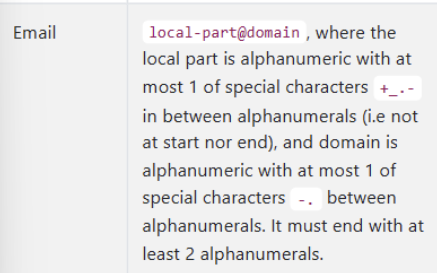 Email
local-part@domain , where the
local part is alphanumeric with at
most 1 of special characters +_.-
in between alphanumerals (i.e not
at start nor end), and domain is
alphanumeric with at most 1 of
special characters -. between
alphanumerals. It must end with at
least 2 alphanumerals.